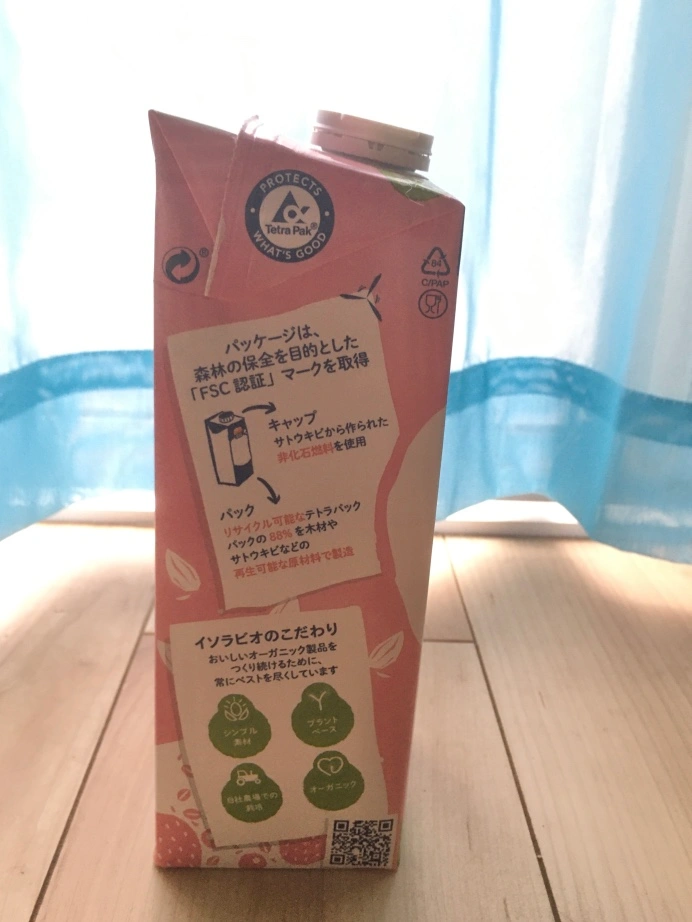 PROTECTS
Tetra Pak®
WHAT'S GOOD
®
84
C/PAP
パッケージは、
森林の保全を目的とした
「FSC 認証」マークを取得
キャップ
サトウキビから作られた
非化石燃料を使用
パック
リサイクル可能なテトラパック
パックの 88% を木材や
サトウキビなどの
再生可能な原材料で製造
イソラビオのこだわり
おいしいオーガニック製品を
つくり続けるために、
常にベストを尽くしています
シンプル
素材
プラント
ベース
自社農場での
栽培
オーガニック